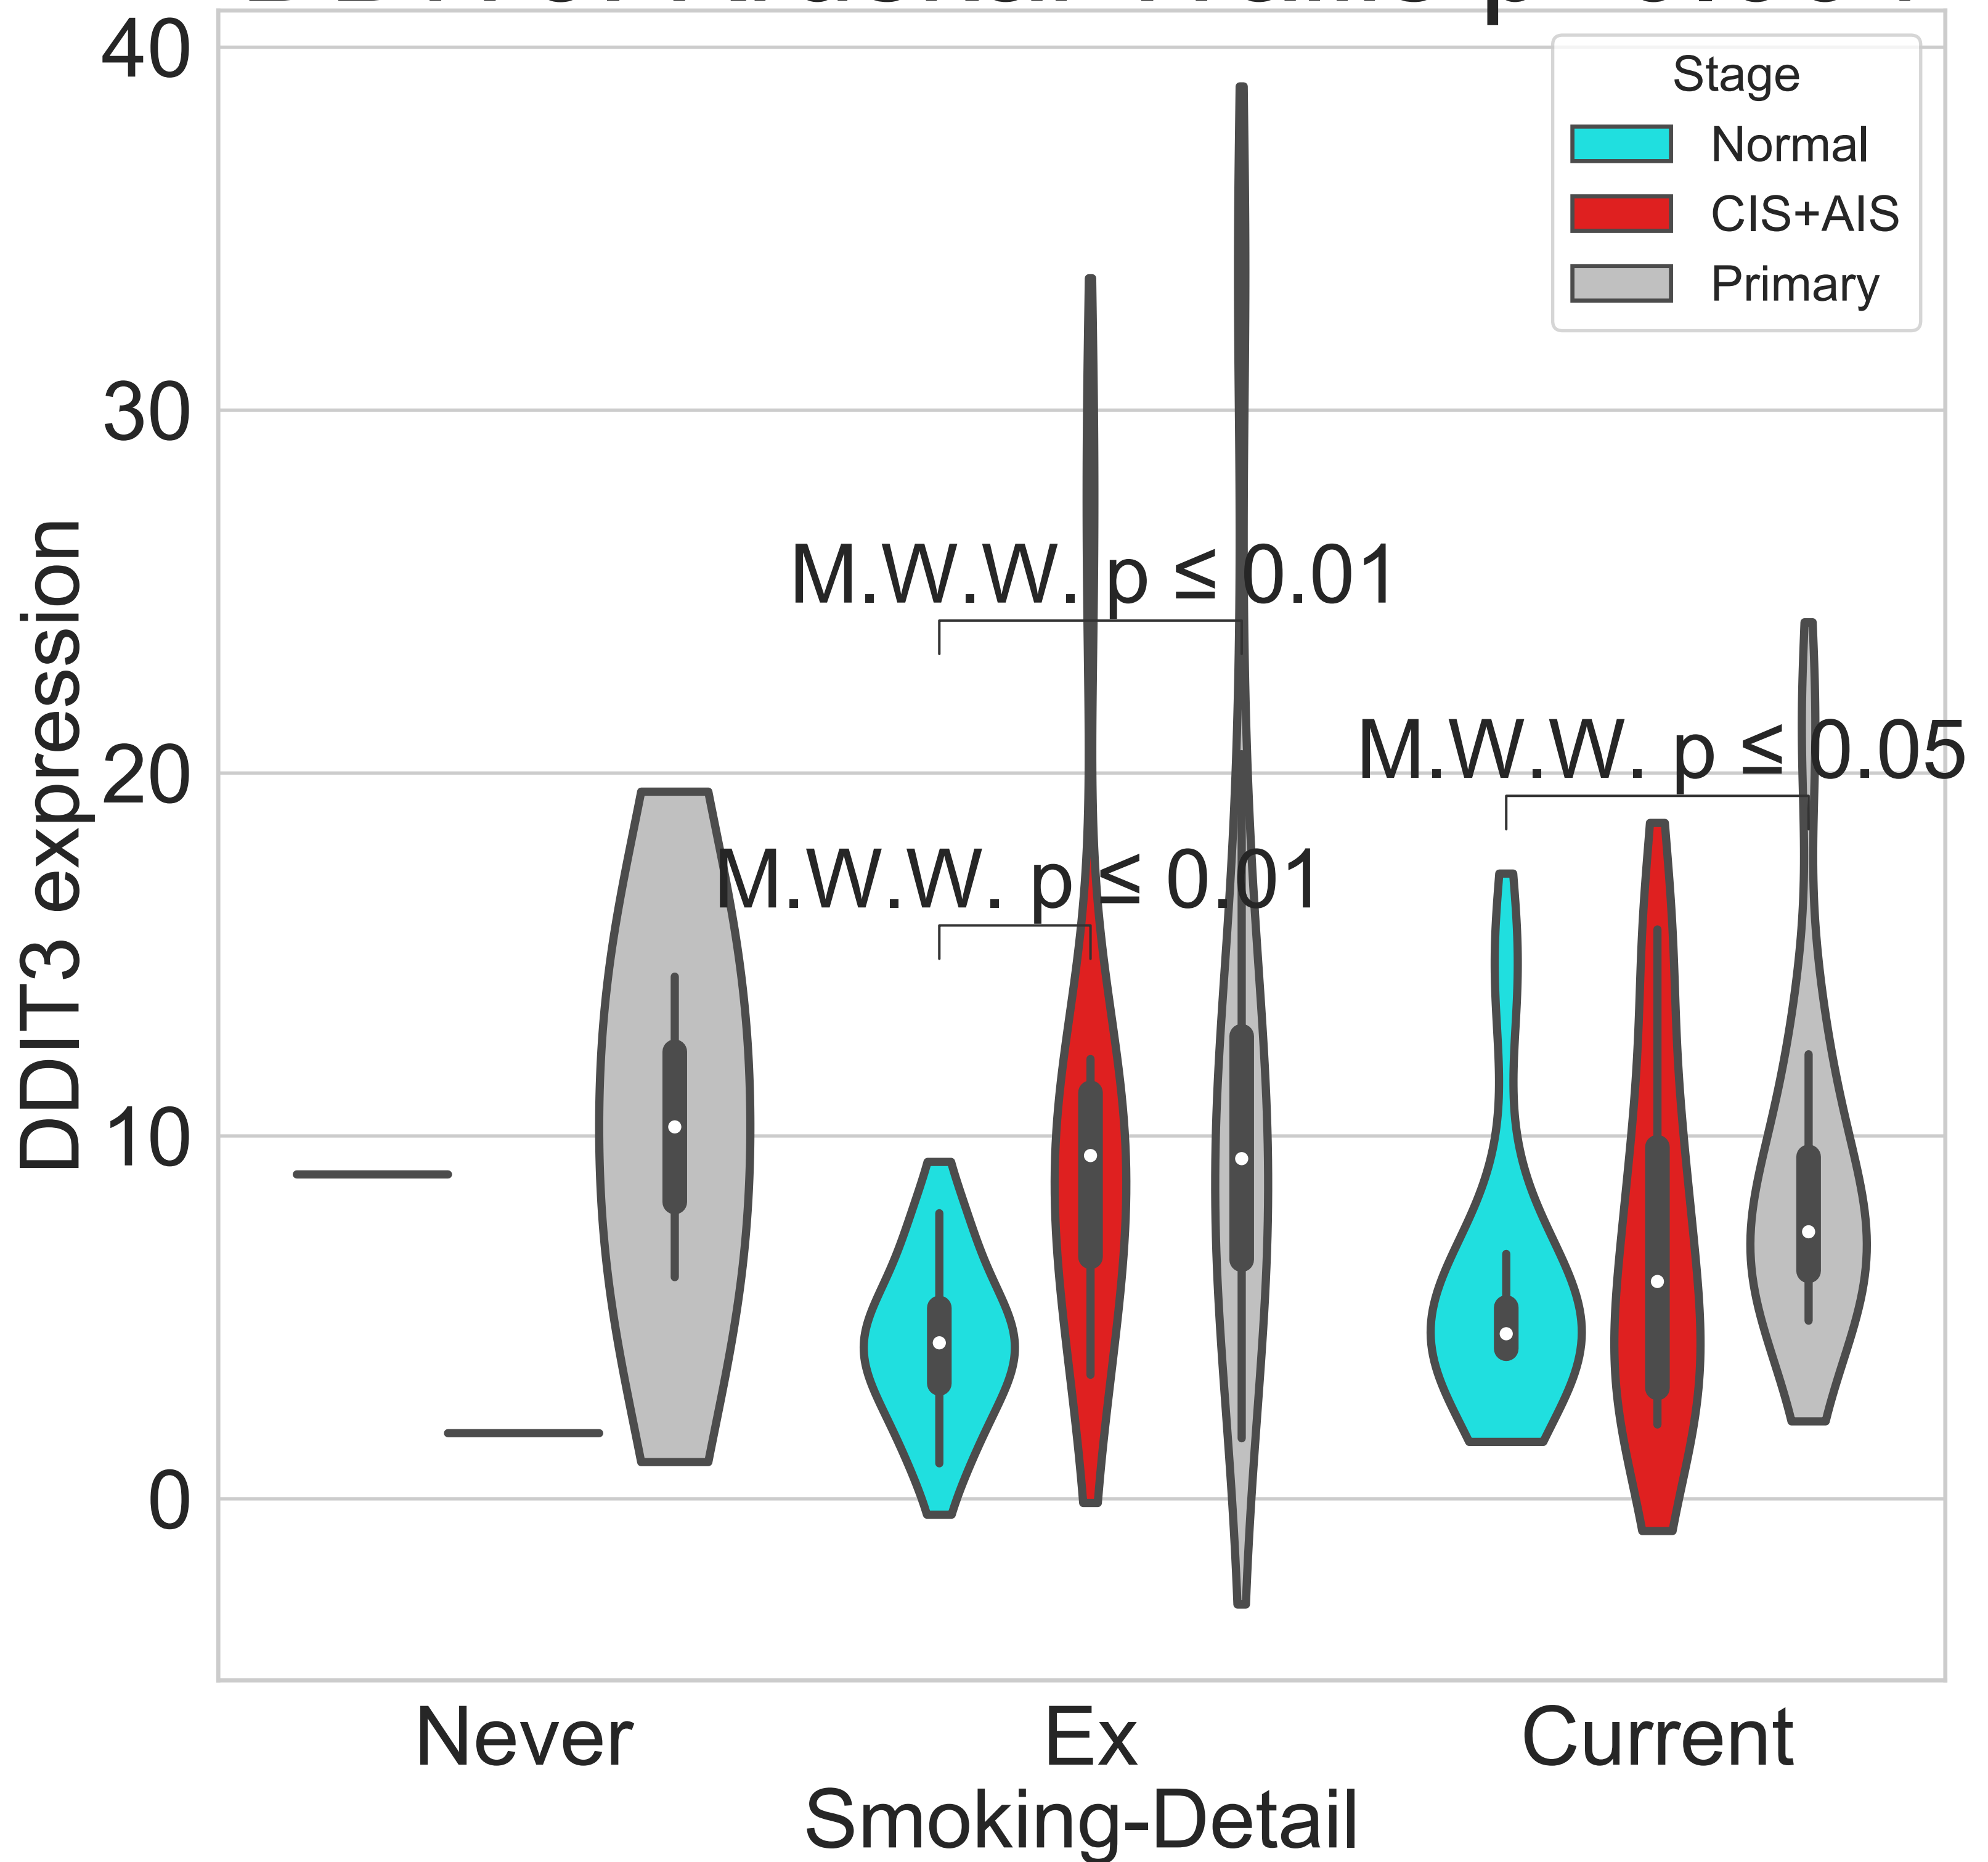 40
30
20
10
0
DDIT3 expression
Stage
Normal
CIS+AIS
Primary
M.W.W. p ≤ 0.01
M.W.W. p ≤ 0.05
M.W.W. p ≤ 0.01
Never
Ex
Current
Smoking-Detail